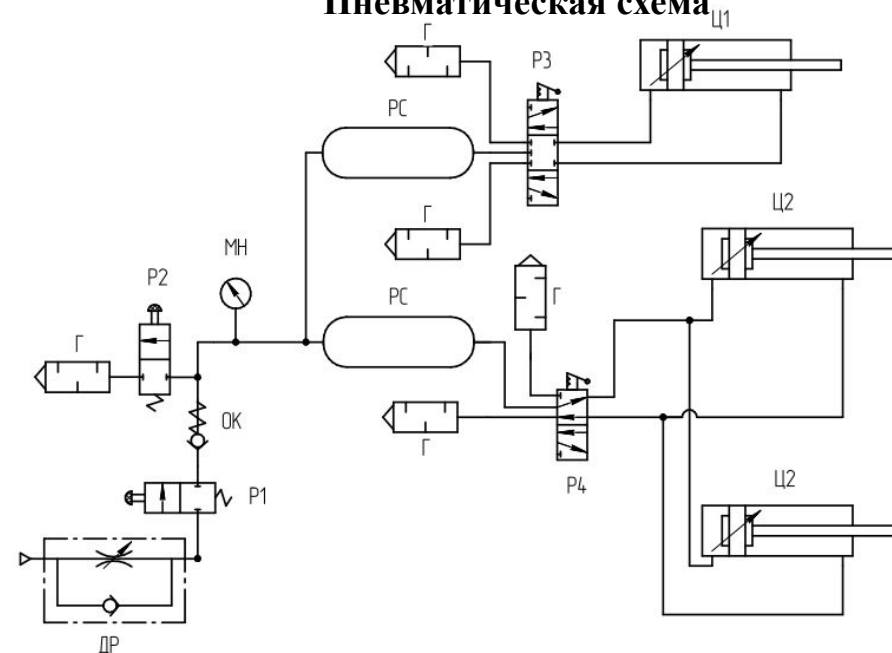 Пневматическая схема
Ц1
Г
Р3
РС
Г
Ц2
МН
Р2
РС
Г
Г
ОК
Г
Р4
Ц2
Р1
ДР